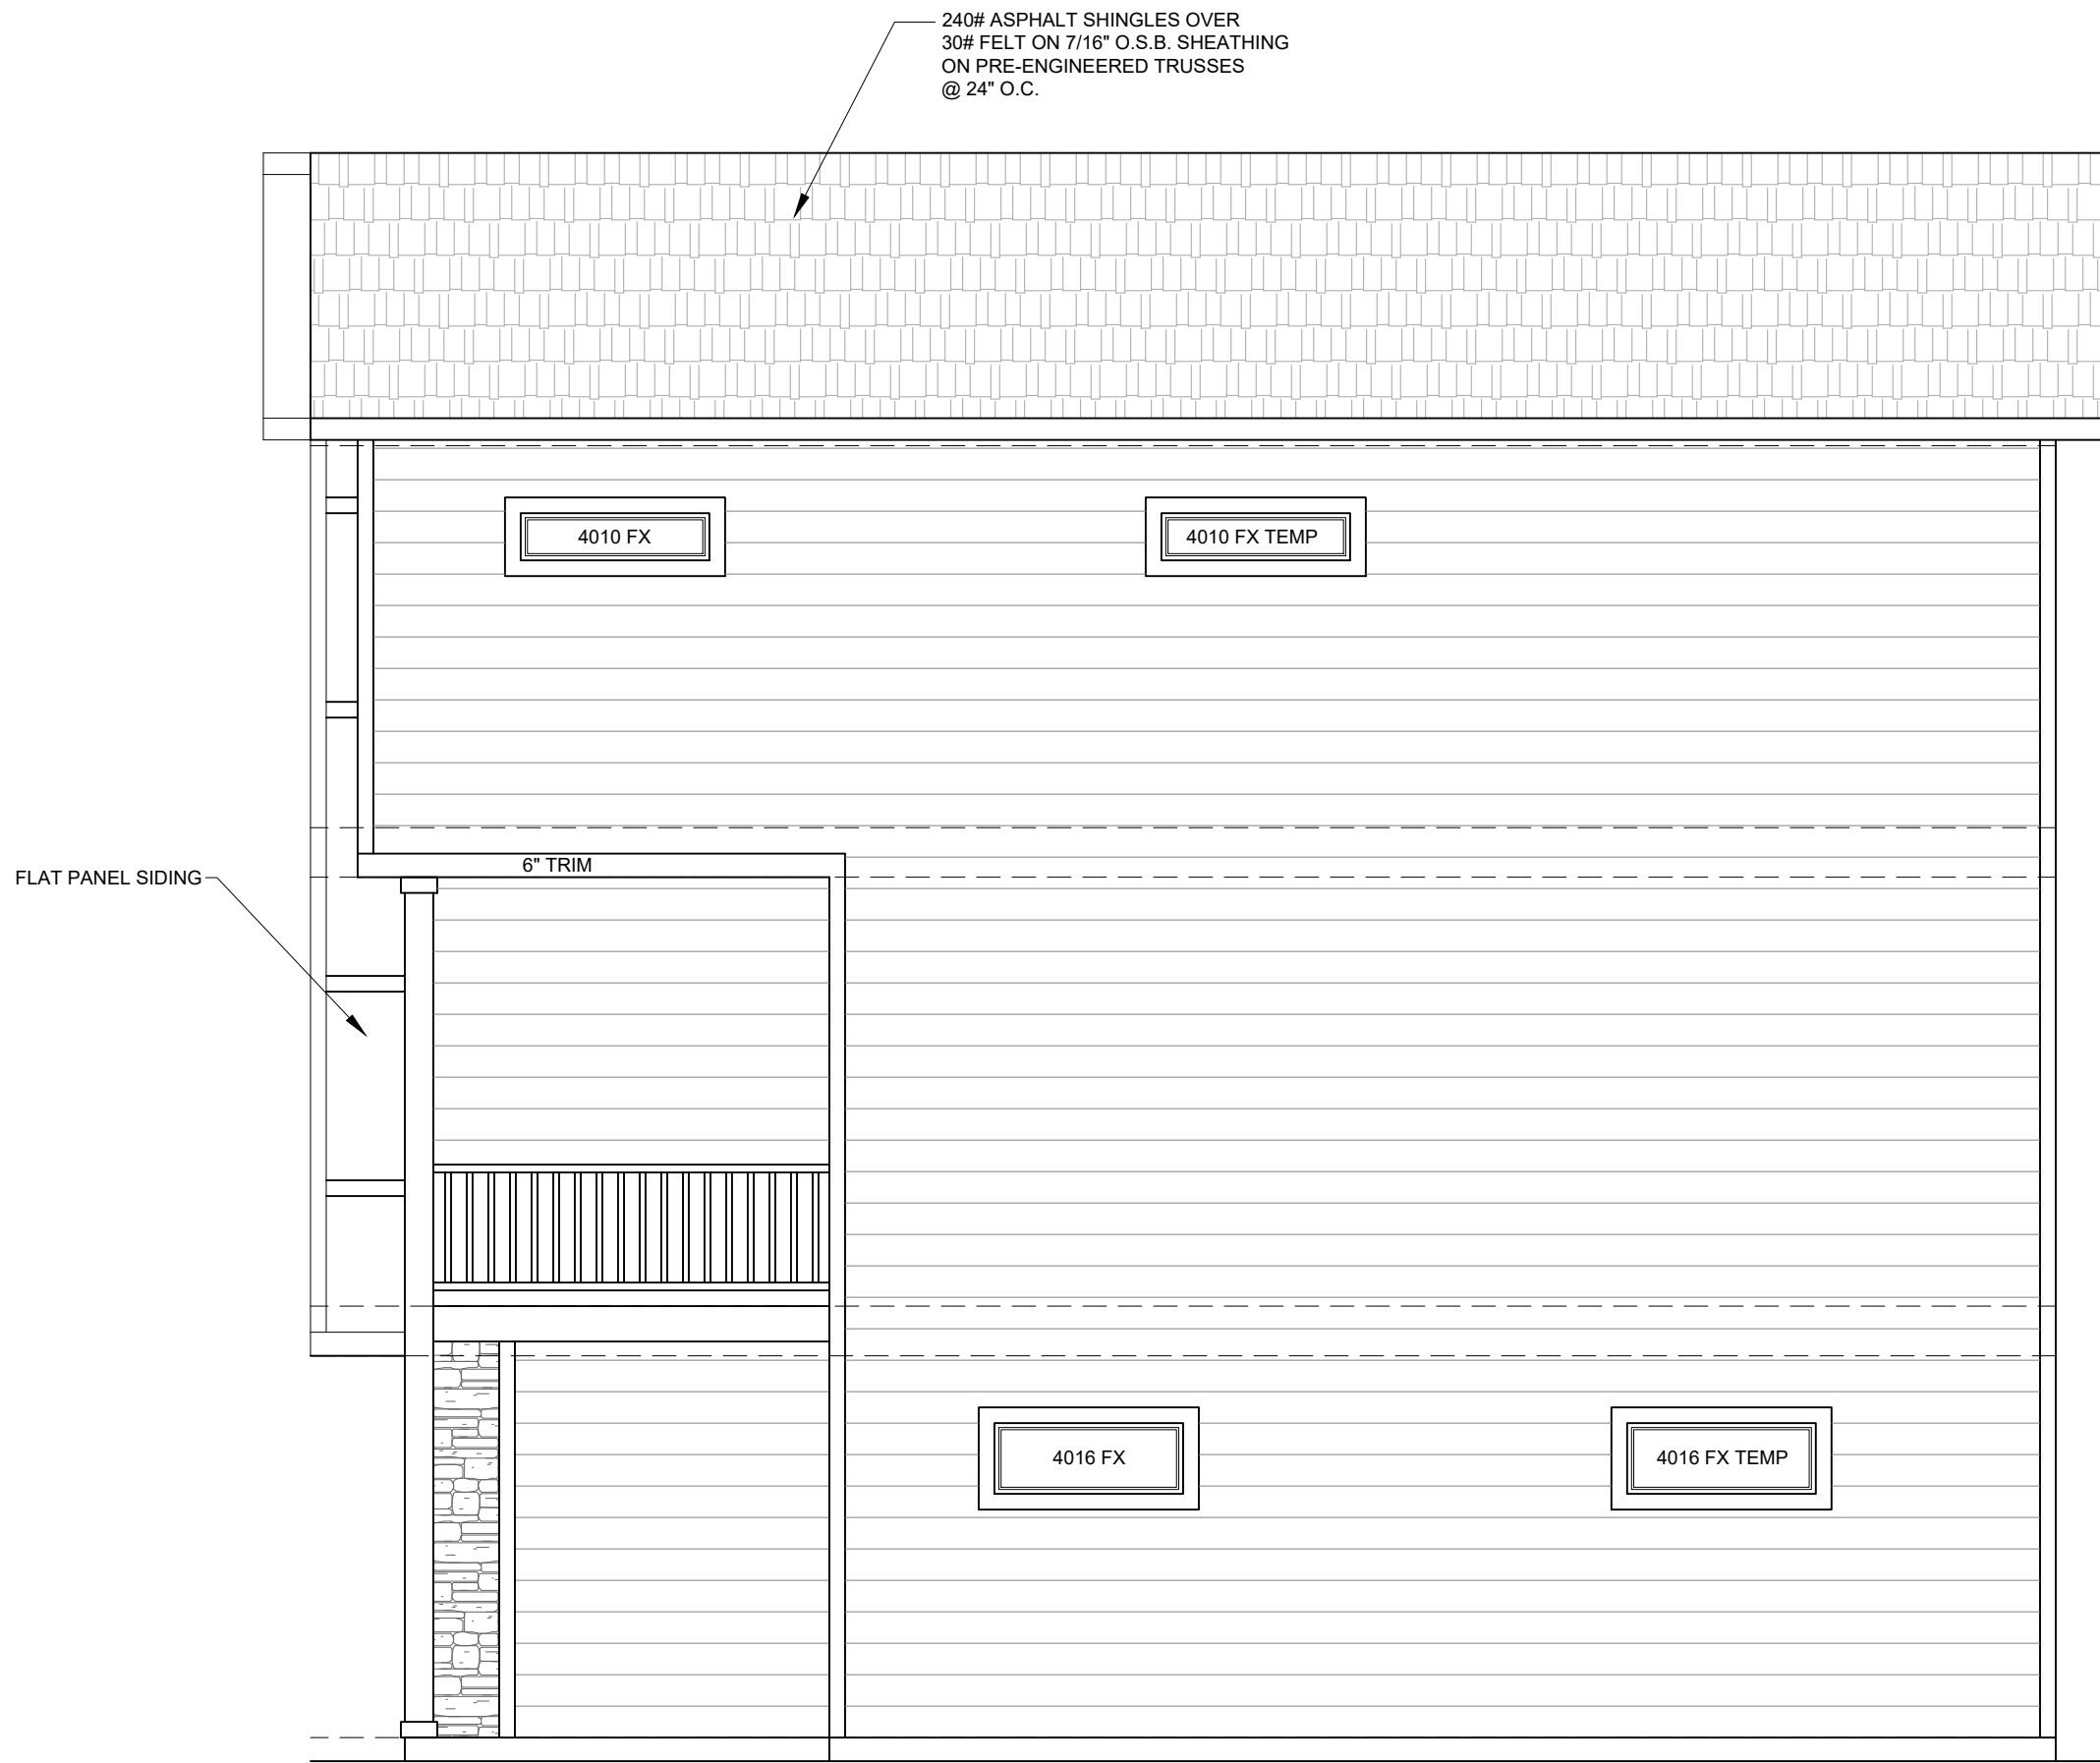 240# ASPHALT SHINGLES OVER
30# FELT ON 7/16" O.S.B. SHEATHING
ON PRE-ENGINEERED TRUSSES
@ 24" O.C.
4010 FX
4010 FX TEMP
6" TRIM
FLAT PANEL SIDING
4016 FX
4016 FX TEMP